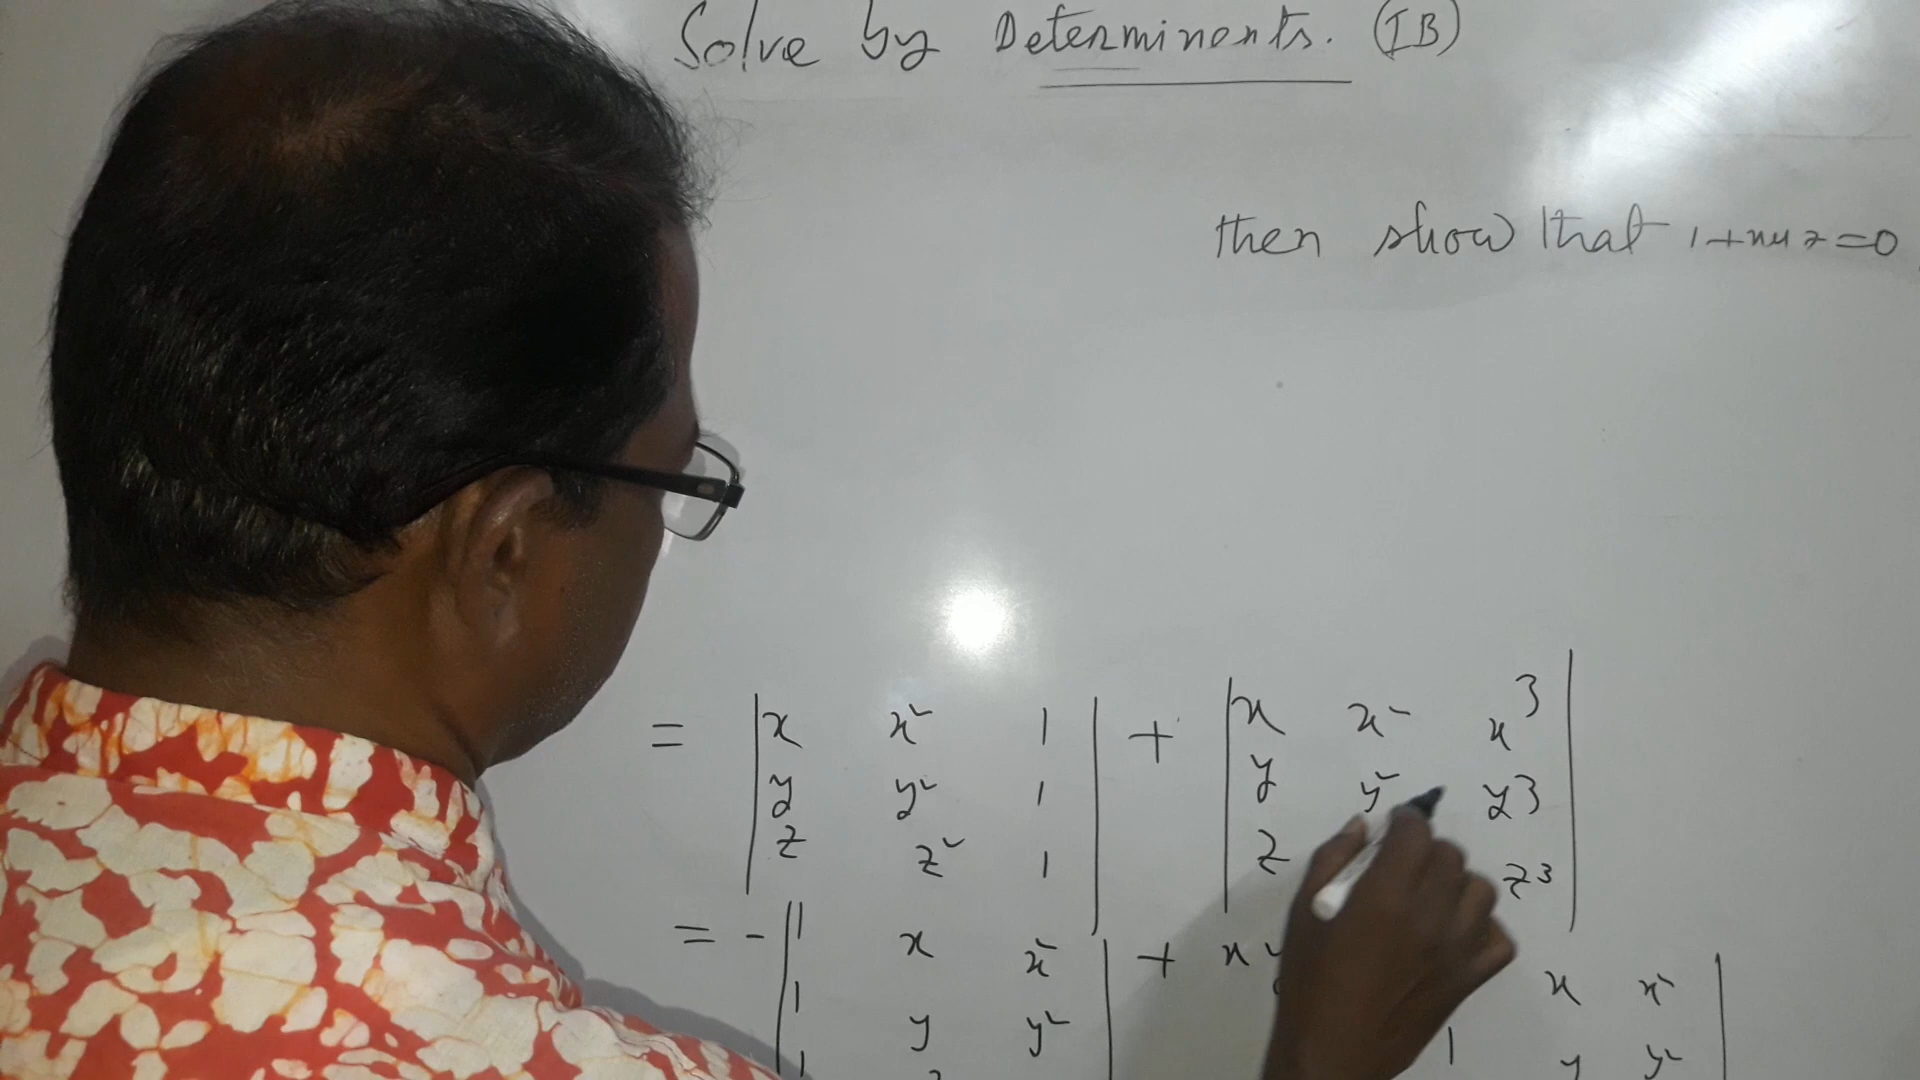 Solve by Determinants. (IB)
then show that 1+xyz=0
= | x x² 1 | + | x x² x³ |
| y y² 1 | | y y² y³ |
| z z² 1 | | z z³ |
= - | 1 x x² | + xy x x² |
| 1 y y² | 1 y y² |
| 1